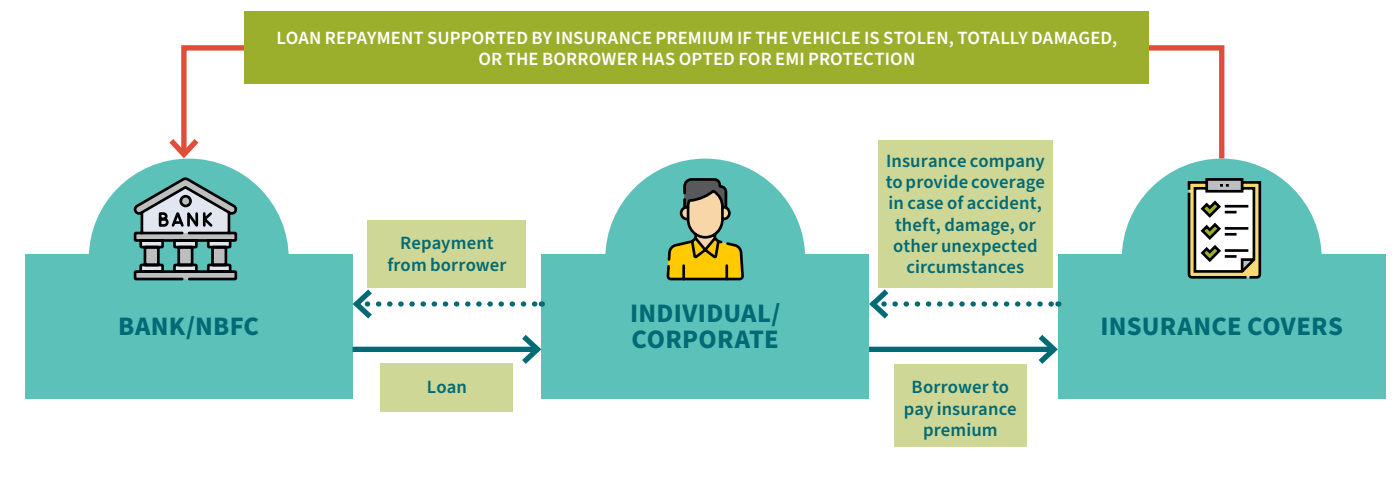 LOAN REPAYMENT SUPPORTED BY INSURANCE PREMIUM IF THE VEHICLE IS STOLEN, TOTALLY DAMAGED,
OR THE BORROWER HAS OPTED FOR EMI PROTECTION
BANK
BANK/NBFC
Repayment
from borrower
Loan
INDIVIDUAL/
CORPORATE
Insurance company
to provide coverage
in case of accident,
theft, damage, or
other unexpected
circumstances
Borrower to
pay insurance
premium
INSURANCE COVERS